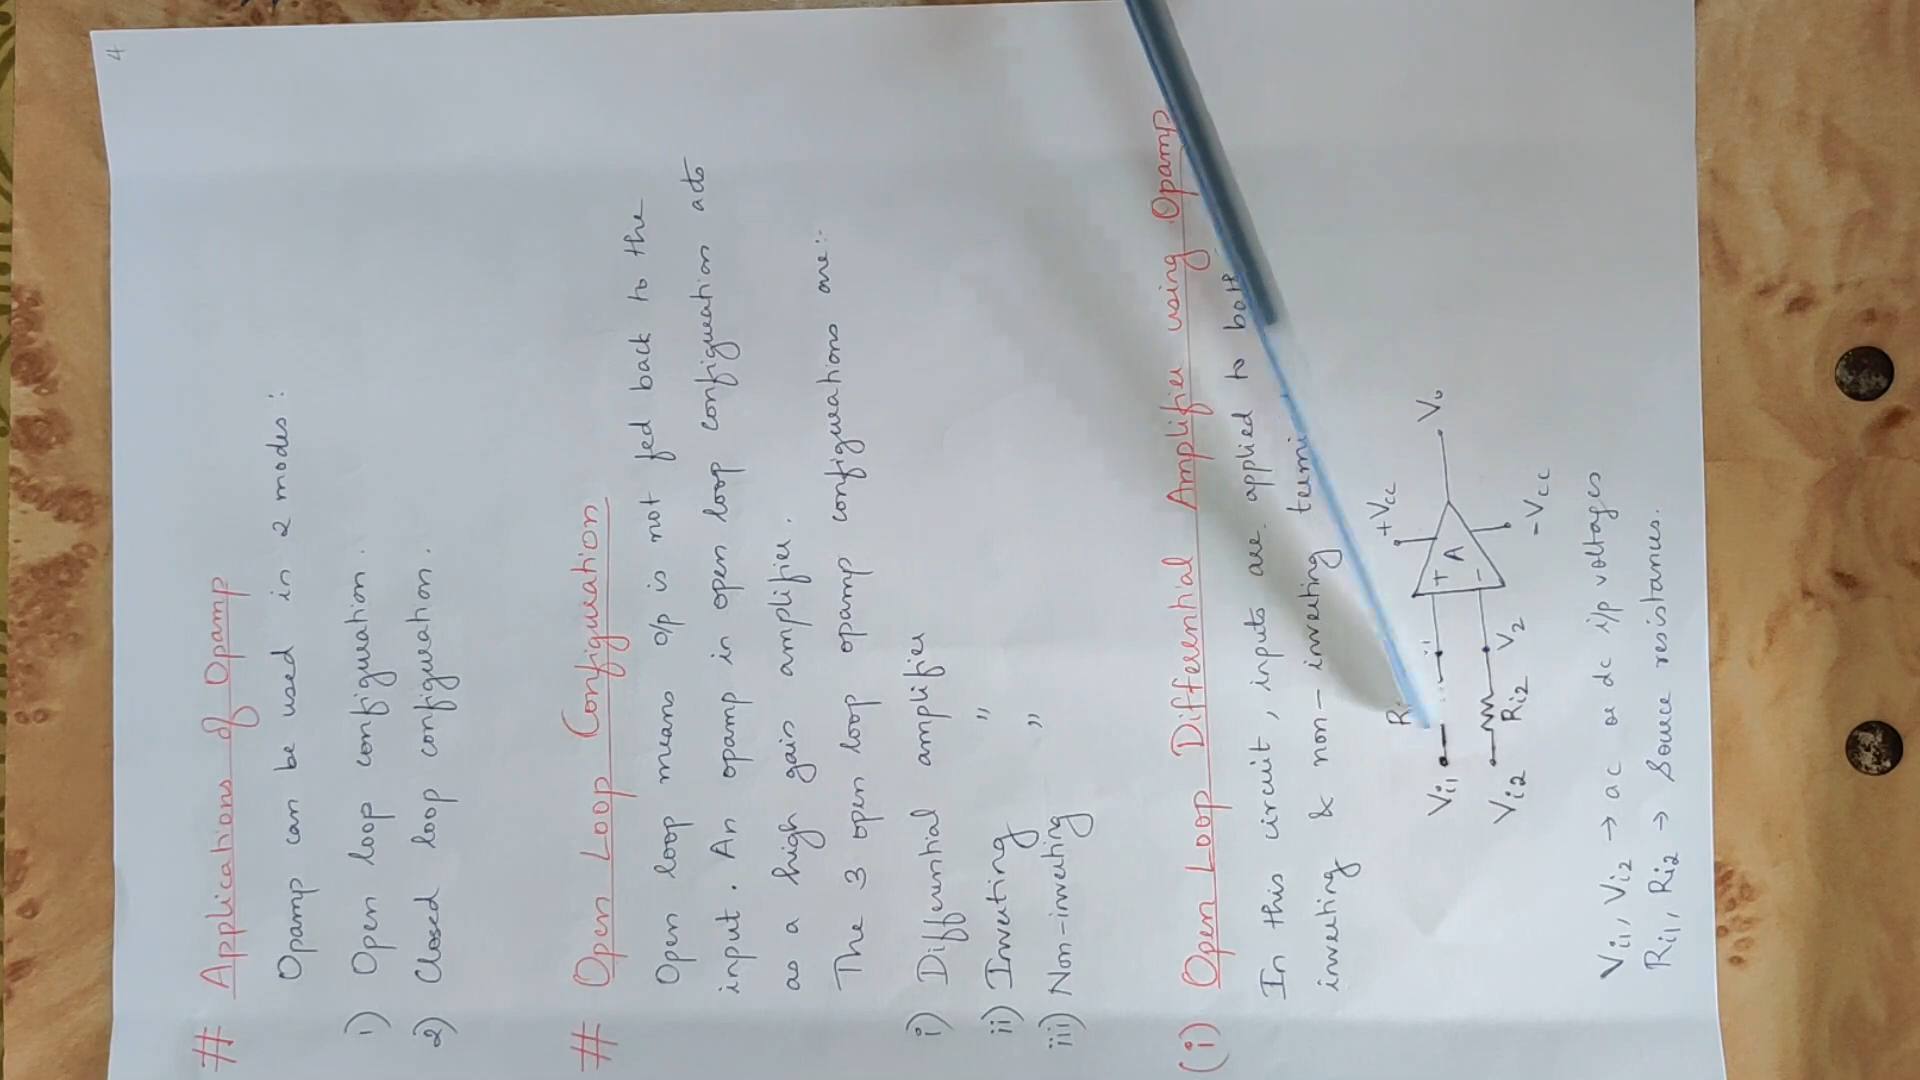 4
# Applications of Opamp
Opamp can be used in 2 modes:
1) Open loop configuration.
2) Closed loop configuration.
# Open Loop Configuration
Open loop means o/p is not fed back to the
input. An opamp in open loop configuration acts
as a high gain amplifier.
The 3 open loop opamp configurations are:-
i) Differential amplifier
ii) Inverting "
iii) Non-inverting "
(i) Open Loop Differential Amplifier using Opamp
In this circuit, inputs are applied to both
inverting & non-inverting
+Vcc
Vi1 + A Vo
-
Vi2 Ri2 V2 -Vcc
Vi1, Vi2 → ac or dc i/p voltages
Ri1, Ri2 → Source resistances.